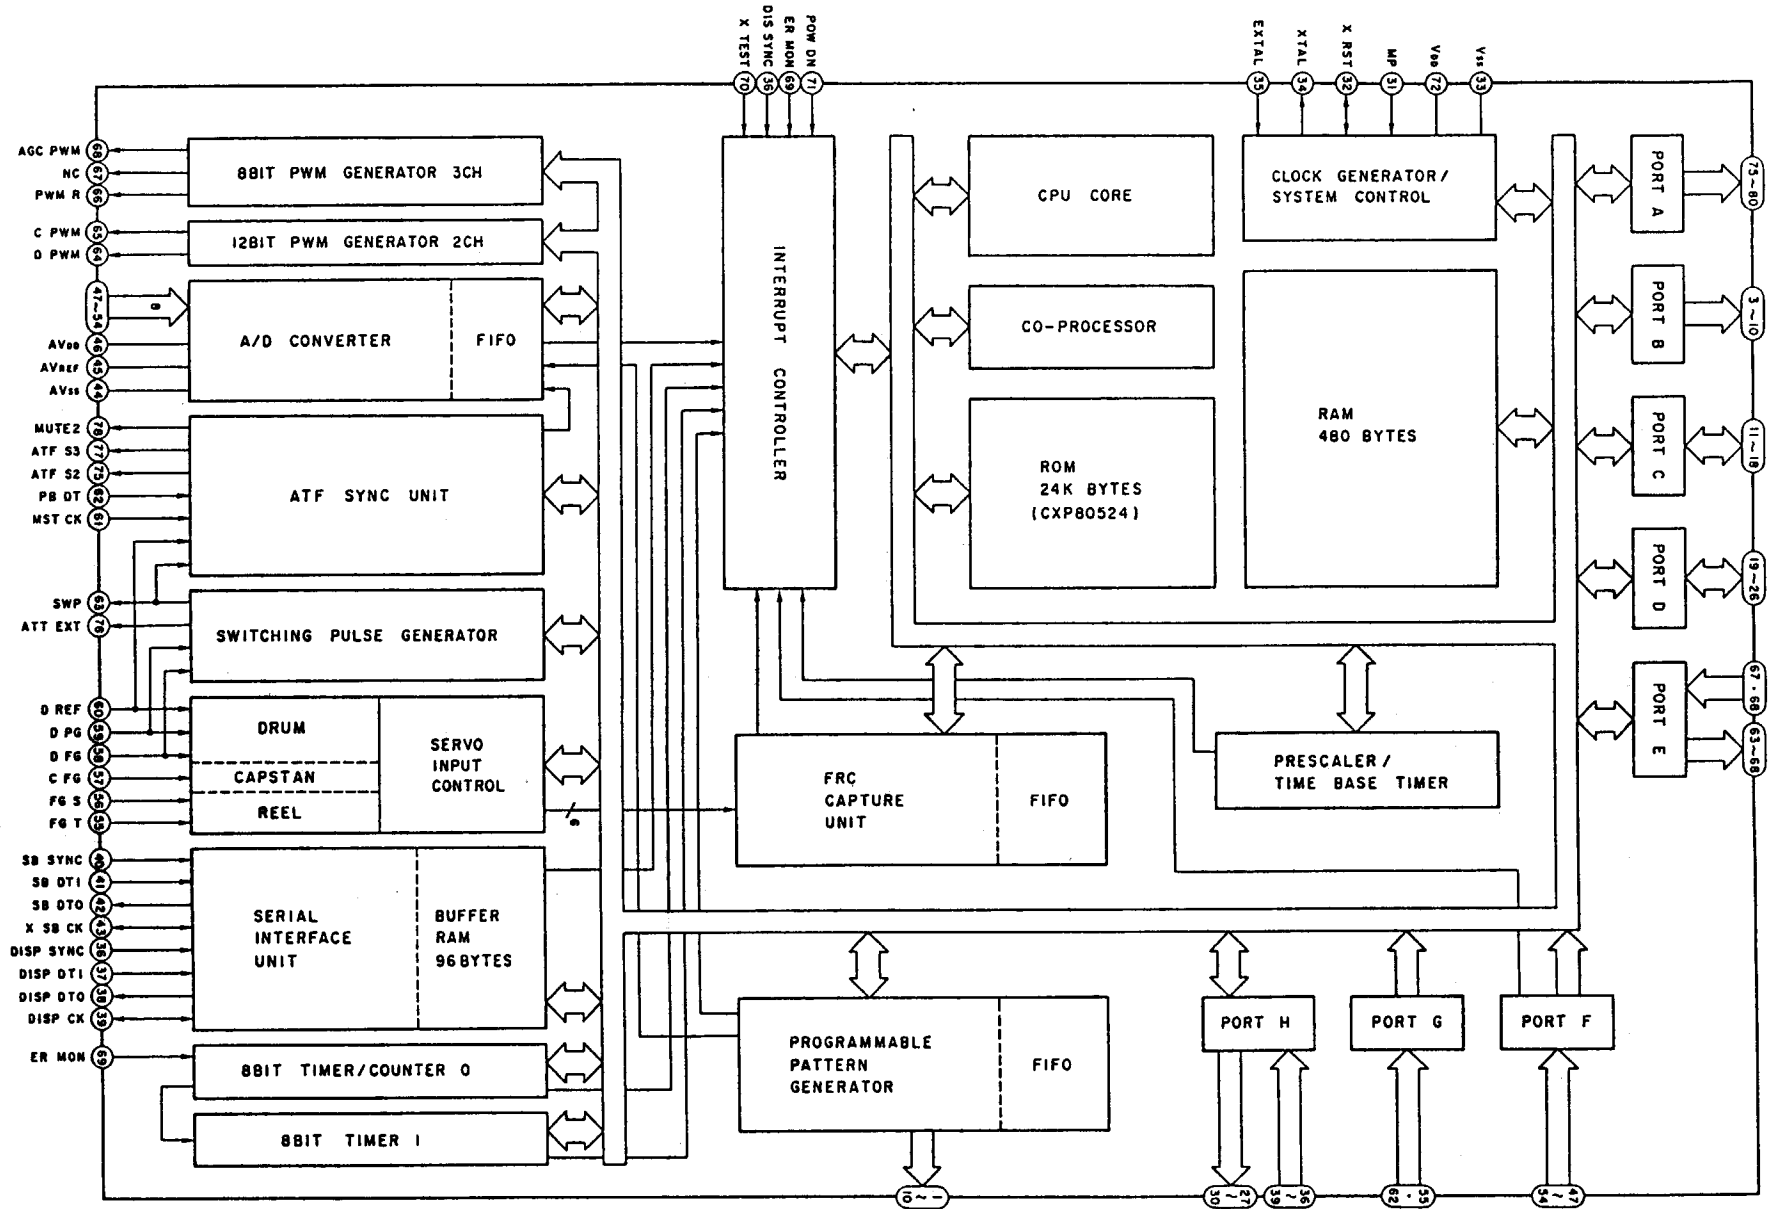 X TEST
DIS SYNC
ER MON
POW DN
70
36
69
71
EXTAL
XTAL
X RST
MP
VDD
VSS
35
34
32
31
72
33
AGC PWM 68
NC 67
PWM R 66
8BIT PWM GENERATOR 3CH
C PWM 65
D PWM 64
12BIT PWM GENERATOR 2CH
47~54
8
AVDD 46
AVREF 45
AVSS 44
A/D CONVERTER
FIFO
MUTE2 78
ATF S3 77
ATF S2 75
PB DT 62
MST CK 61
ATF SYNC UNIT
SWP 63
ATT EXT 76
SWITCHING PULSE GENERATOR
D REF 60
D PG 59
D FG 58
C FG 57
FG S 56
FG T 55
DRUM
CAPSTAN
REEL
SERVO
INPUT
CONTROL
6
SB SYNC 40
SB DTI 41
SB DTO 42
X SB CK 43
DISP SYNC 36
DISP DTI 37
DISP DTO 38
DISP CK 39
SERIAL
INTERFACE
UNIT
BUFFER
RAM
96BYTES
ER MON 69
8BIT TIMER/COUNTER 0
8BIT TIMER 1
INTERRUPT CONTROLLER
CPU CORE
CO-PROCESSOR
ROM
24K BYTES
(CXP80524)
CLOCK GENERATOR/
SYSTEM CONTROL
RAM
480 BYTES
FRC
CAPTURE
UNIT
FIFO
PRESCALER/
TIME BASE TIMER
PROGRAMMABLE
PATTERN
GENERATOR
FIFO
PORT A
75~80
PORT B
3~10
PORT C
11~18
PORT D
19~26
PORT E
67・68
63~68
PORT H
PORT G
PORT F
1~10
27~30
36~39
55・62
47~54